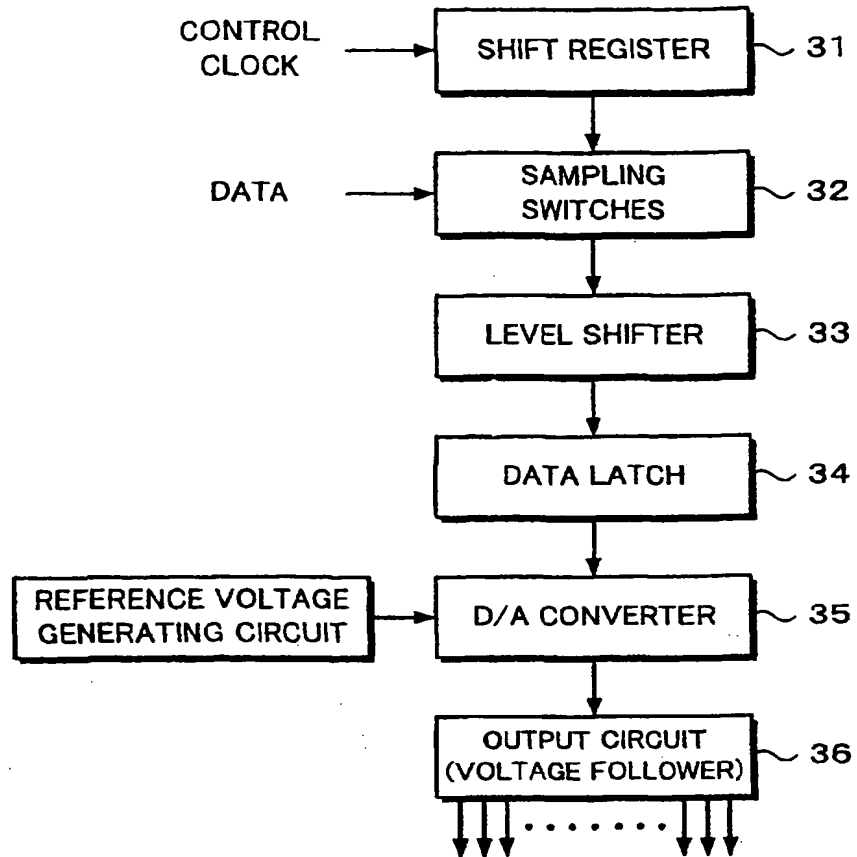 CONTROL
CLOCK
SHIFT REGISTER
31
DATA
SAMPLING
SWITCHES
32
LEVEL SHIFTER
33
DATA LATCH
34
REFERENCE VOLTAGE
GENERATING CIRCUIT
D/A CONVERTER
35
OUTPUT CIRCUIT
(VOLTAGE FOLLOWER)
36